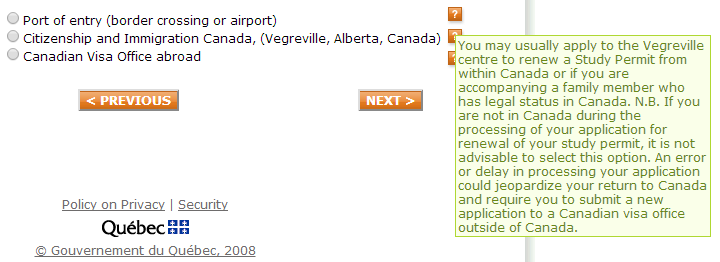 Port of entry (border crossing or airport)
?
Citizenship and Immigration Canada, (Vegreville, Alberta, Canada)
?
Canadian Visa Office abroad
?
You may usually apply to the Vegreville
centre to renew a Study Permit from
within Canada or if you are
accompanying a family member who
has legal status in Canada. N.B. If you
are not in Canada during the
processing of your application for
renewal of your study permit, it is not
advisable to select this option. An error
or delay in processing your application
could jeopardize your return to Canada
and require you to submit a new
application to a Canadian visa office
outside of Canada.
< PREVIOUS
NEXT >
Policy on Privacy | Security
Québec
© Gouvernement du Québec, 2008